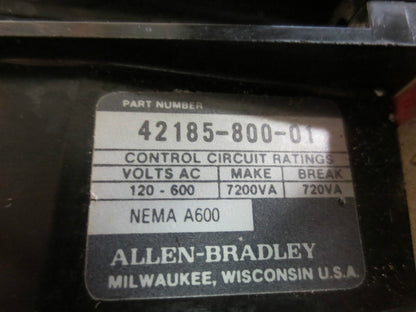 PART NUMBER
42185-800-01
CONTROL CIRCUIT RATINGS
VOLTS AC MAKE BREAK
120 - 600 7200VA 720VA
NEMA A600
ALLEN-BRADLEY
MILWAUKEE, WISCONSIN U.S.A.